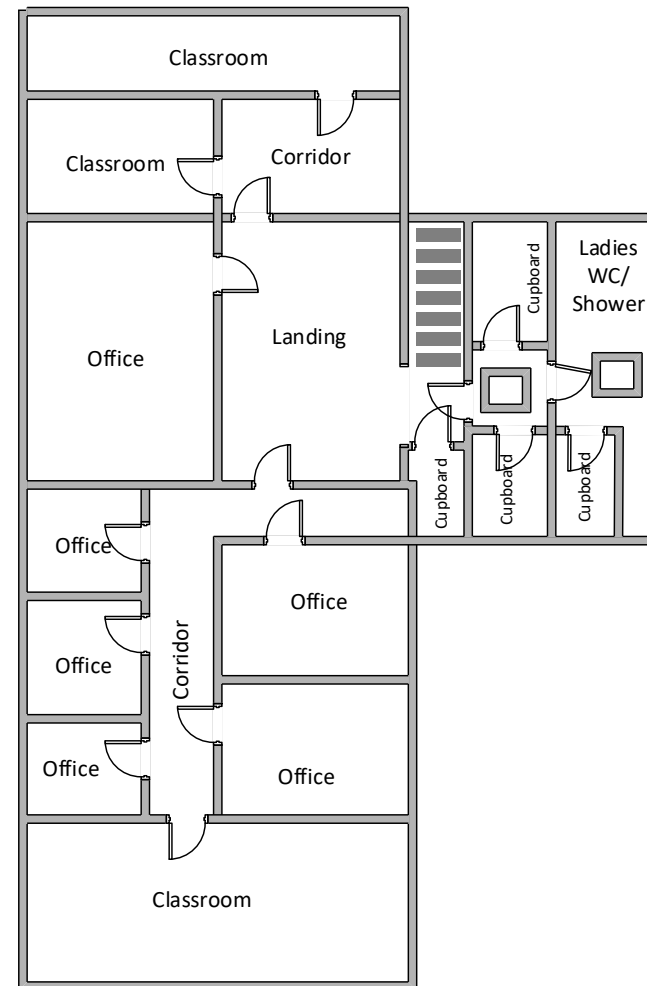 Classroom
Classroom
Corridor
Ladies
WC/
Shower
Cupboard
Landing
Office
Cupboard
Cupboard
Cupboard
Office
Office
Corridor
Office
Office
Office
Classroom